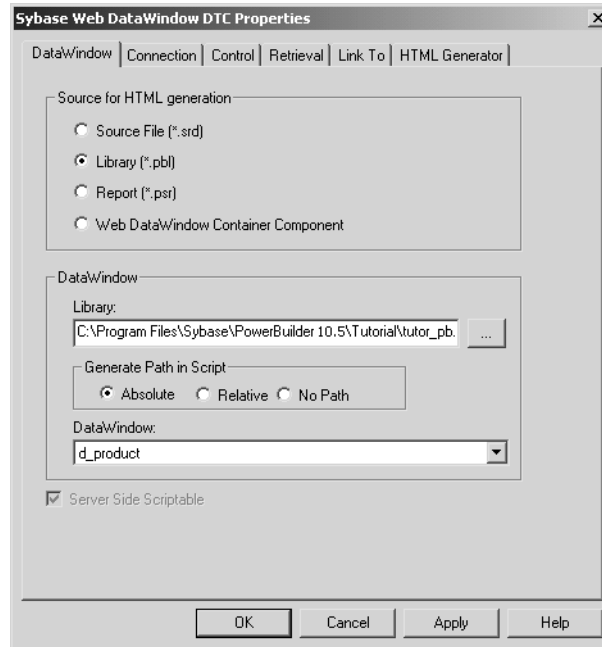 Sybase Web DataWindow DTC Properties
DataWindow Connection Control Retrieval Link To HTML Generator
Source for HTML generation
Source File (*.srd)
Library (*.pbl)
Report (*.psr)
Web DataWindow Container Component
DataWindow
Library:
C:\Program Files\Sybase\PowerBuilder 10.5\Tutorial\tutor_pb. ...
Generate Path in Script
Absolute Relative No Path
DataWindow:
d_product
Server Side Scriptable
OK Cancel Apply Help